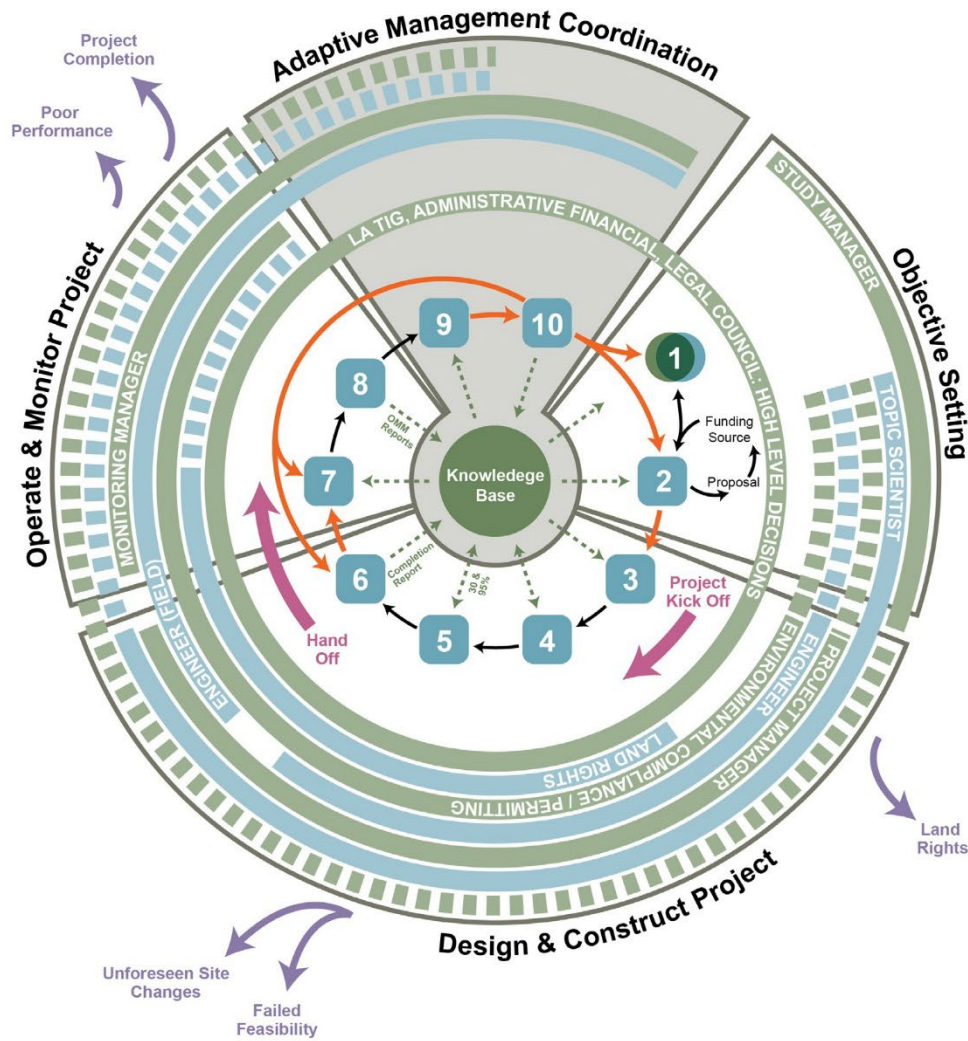 Adaptive Management Coordination
Project
Completion
Poor
Performance
Operate & Monitor Project
Objective Setting
STUDY MANAGER
TOPIC SCIENTIST
LA TIG, ADMINISTRATIVE FINANCIAL, LEGAL COUNCIL: HIGH LEVEL DECISIONS
MONITORING MANAGER
ENGINEER (FIELD)
9
10
1
8
OMM
Reports
Funding
Source
Proposal
7
Knowledege
Base
2
6
Completion
Report
30 &
95%
3
Project
Kick Off
5
4
Hand
Off
PROJECT MANAGER
ENGINEER
ENVIRONMENTAL COMPLIANCE / PERMITTING
LAND RIGHTS
Land
Rights
Design & Construct Project
Unforeseen Site
Changes
Failed
Feasibility